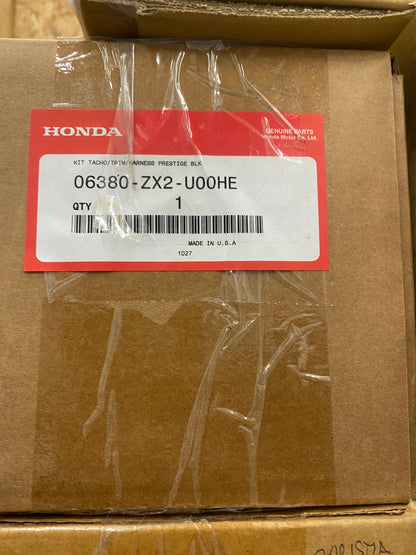 HONDA
GENUINE PARTS
Honda Motor Co., Ltd.
KIT TACHO/TRIM/HARNESS PRESTIGE BLK
06380-ZX2-U00HE
QTY 1
MADE IN U.S.A
1D27